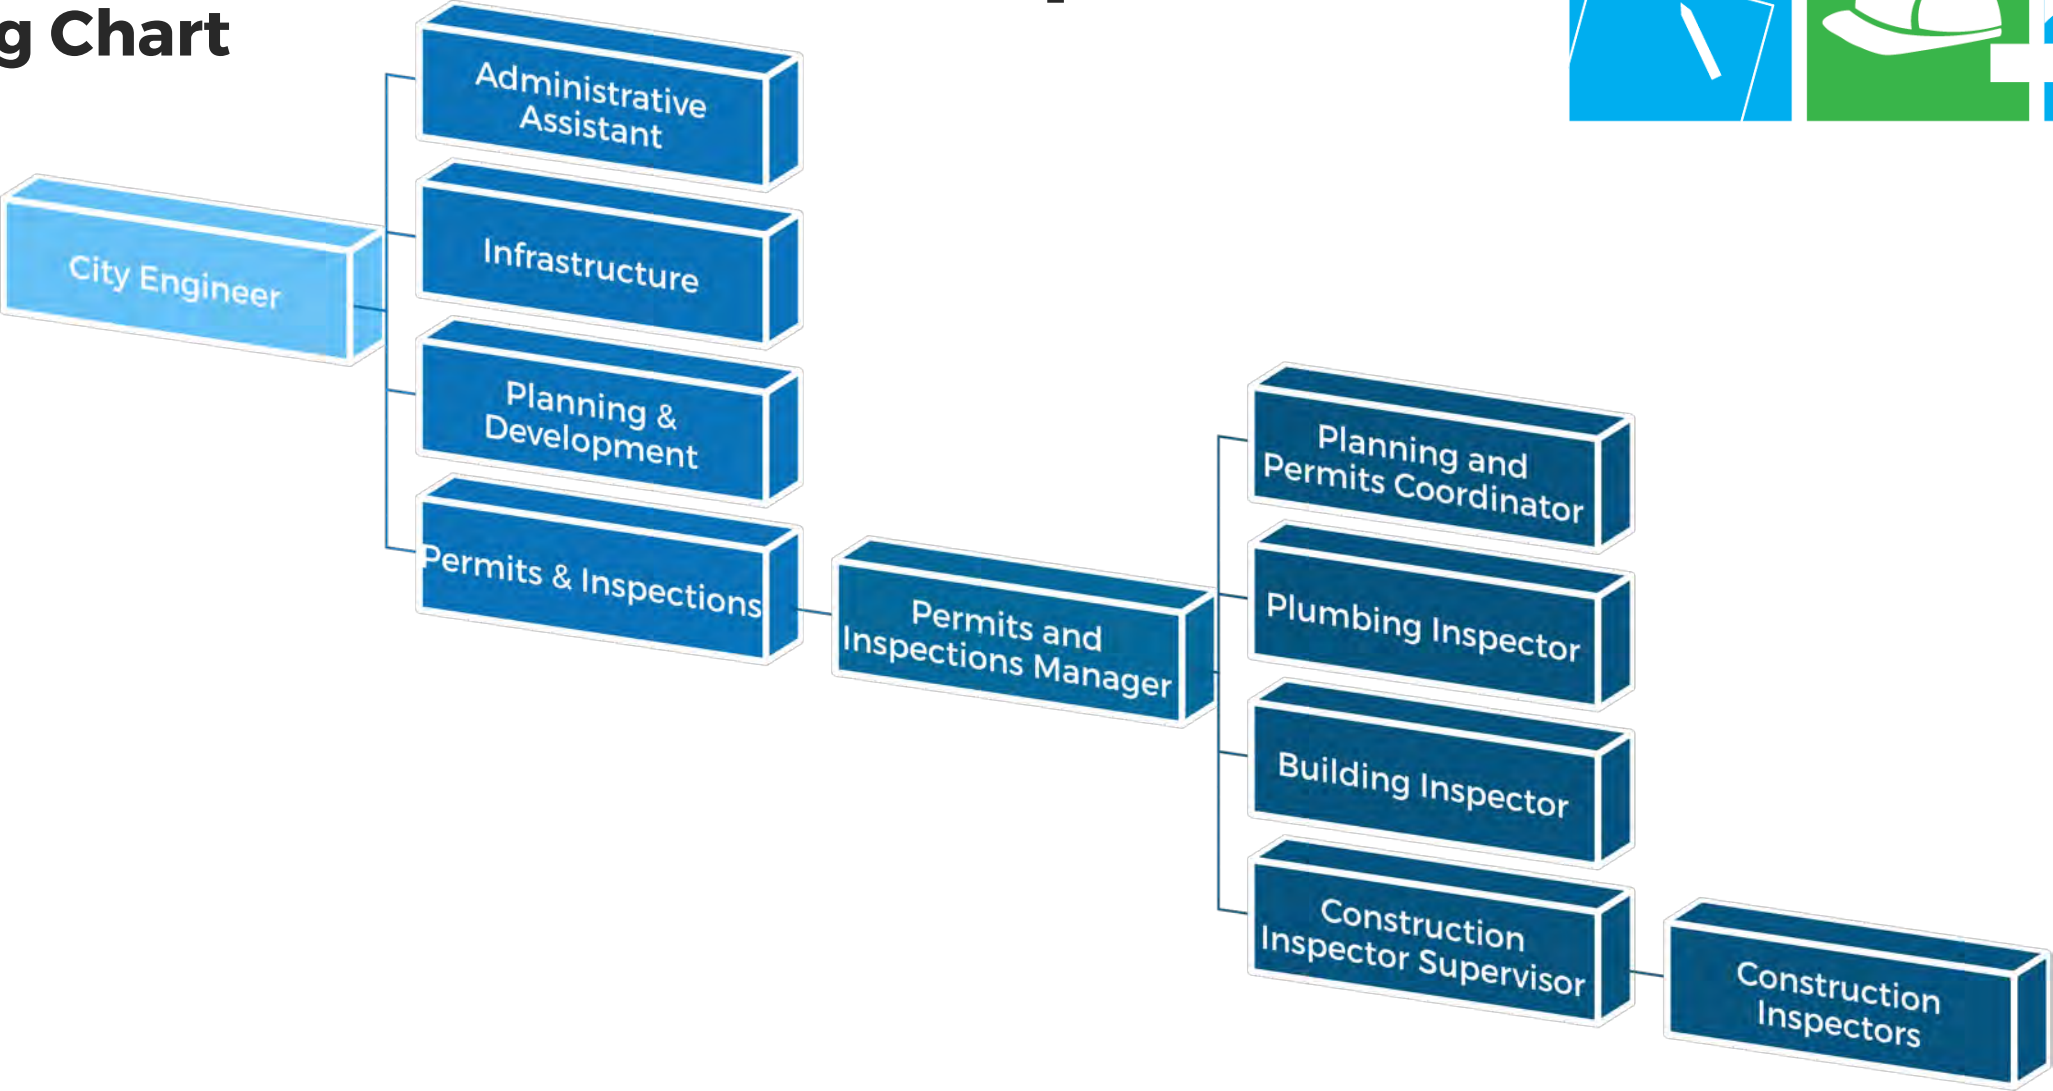 g Chart
Administrative
Assistant
City Engineer
Infrastructure
Planning &
Development
Permits & Inspections
Permits and
Inspections Manager
Planning and
Permits Coordinator
Plumbing Inspector
Building Inspector
Construction
Inspector Supervisor
Construction
Inspectors